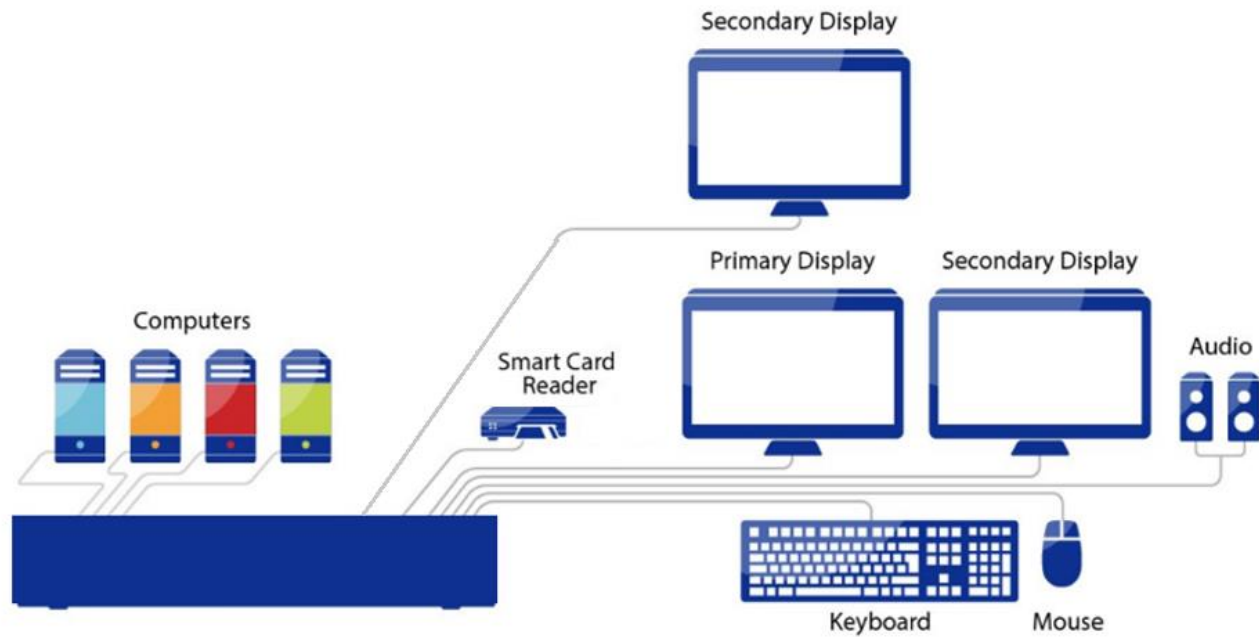 Secondary Display
Primary Display
Secondary Display
Computers
Audio
Smart Card
Reader
Keyboard
Mouse